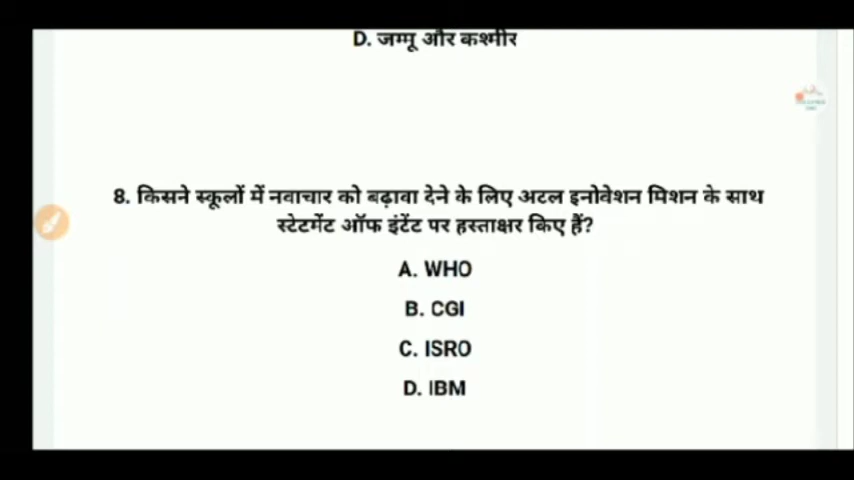 D. जम्मू और कश्मीर
8. किसने स्कूलों में नवाचार को बढ़ावा देने के लिए अटल इनोवेशन मिशन के साथ
स्टेटमेंट ऑफ इंटेंट पर हस्ताक्षर किए हैं?
A. WHO
B. CGI
C. ISRO
D. IBM